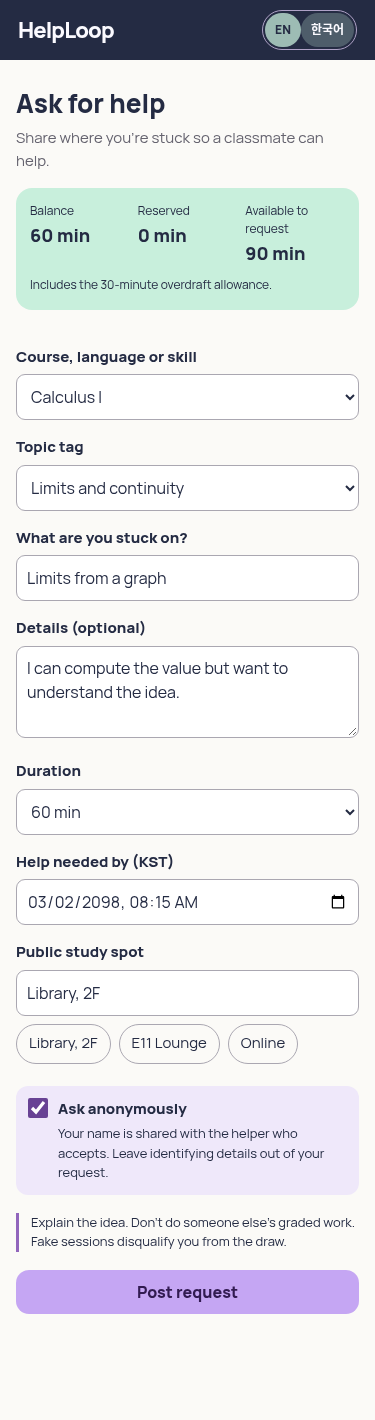 HelpLoop
EN
한국어
Ask for help
Share where you're stuck so a classmate can
help.
Balance
60 min
Reserved
0 min
Available to
request
90 min
Includes the 30-minute overdraft allowance.
Course, language or skill
Calculus I
Topic tag
Limits and continuity
What are you stuck on?
Limits from a graph
Details (optional)
I can compute the value but want to
understand the idea.
Duration
60 min
Help needed by (KST)
03/02/2098, 08:15 AM
Public study spot
Library, 2F
Library, 2F
E11 Lounge
Online
Ask anonymously
Your name is shared with the helper who
accepts. Leave identifying details out of your
request.
Explain the idea. Don't do someone else's graded work.
Fake sessions disqualify you from the draw.
Post request